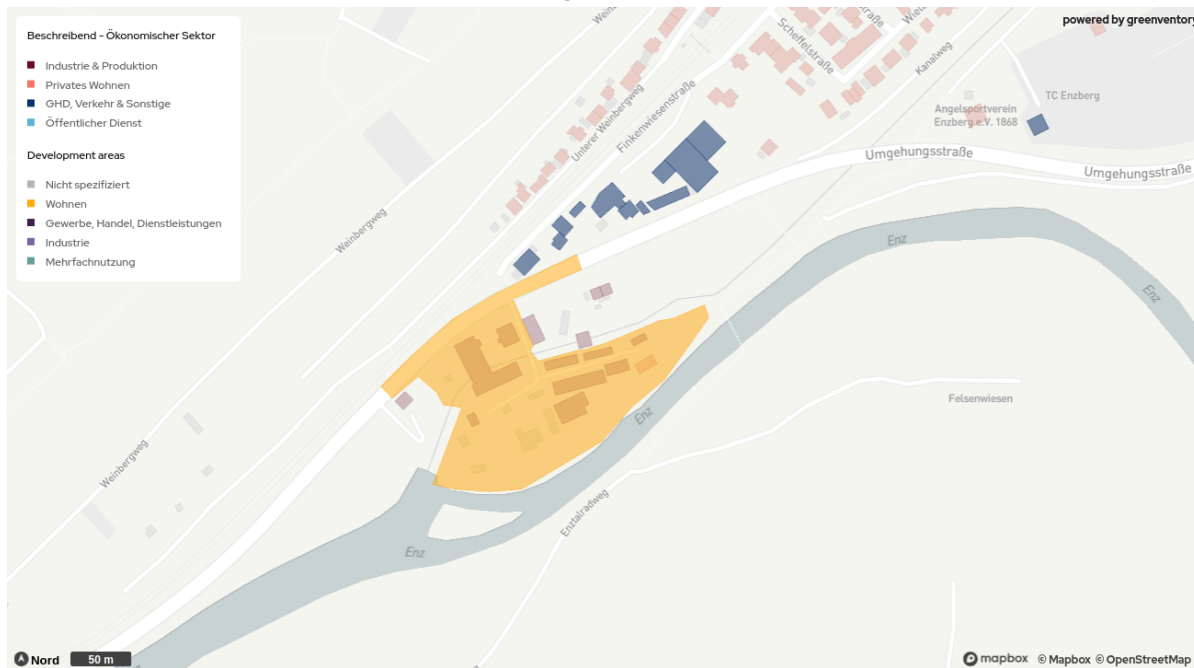 powered by greenventory
Beschreibend - Ökonomischer Sektor
Industrie & Produktion
Privates Wohnen
GHD, Verkehr & Sonstige
Öffentlicher Dienst
Development areas
Nicht spezifiziert
Wohnen
Gewerbe, Handel, Dienstleistungen
Industrie
Mehrfachnutzung
Weinbergweg
Scheffelstraße
Kanalweg
TC Enzberg
Angelsportverein
Enzberg e.V. 1868
Unterer Weinbergweg
Finkenwiesenstraße
Umgehungsstraße
Umgehungsstraße
Weinbergweg
Enz
Enz
Felsenwiesen
Enz
Weinbergweg
Enztalradweg
Enz
Nord
50 m
mapbox
© Mapbox © OpenStreetMap